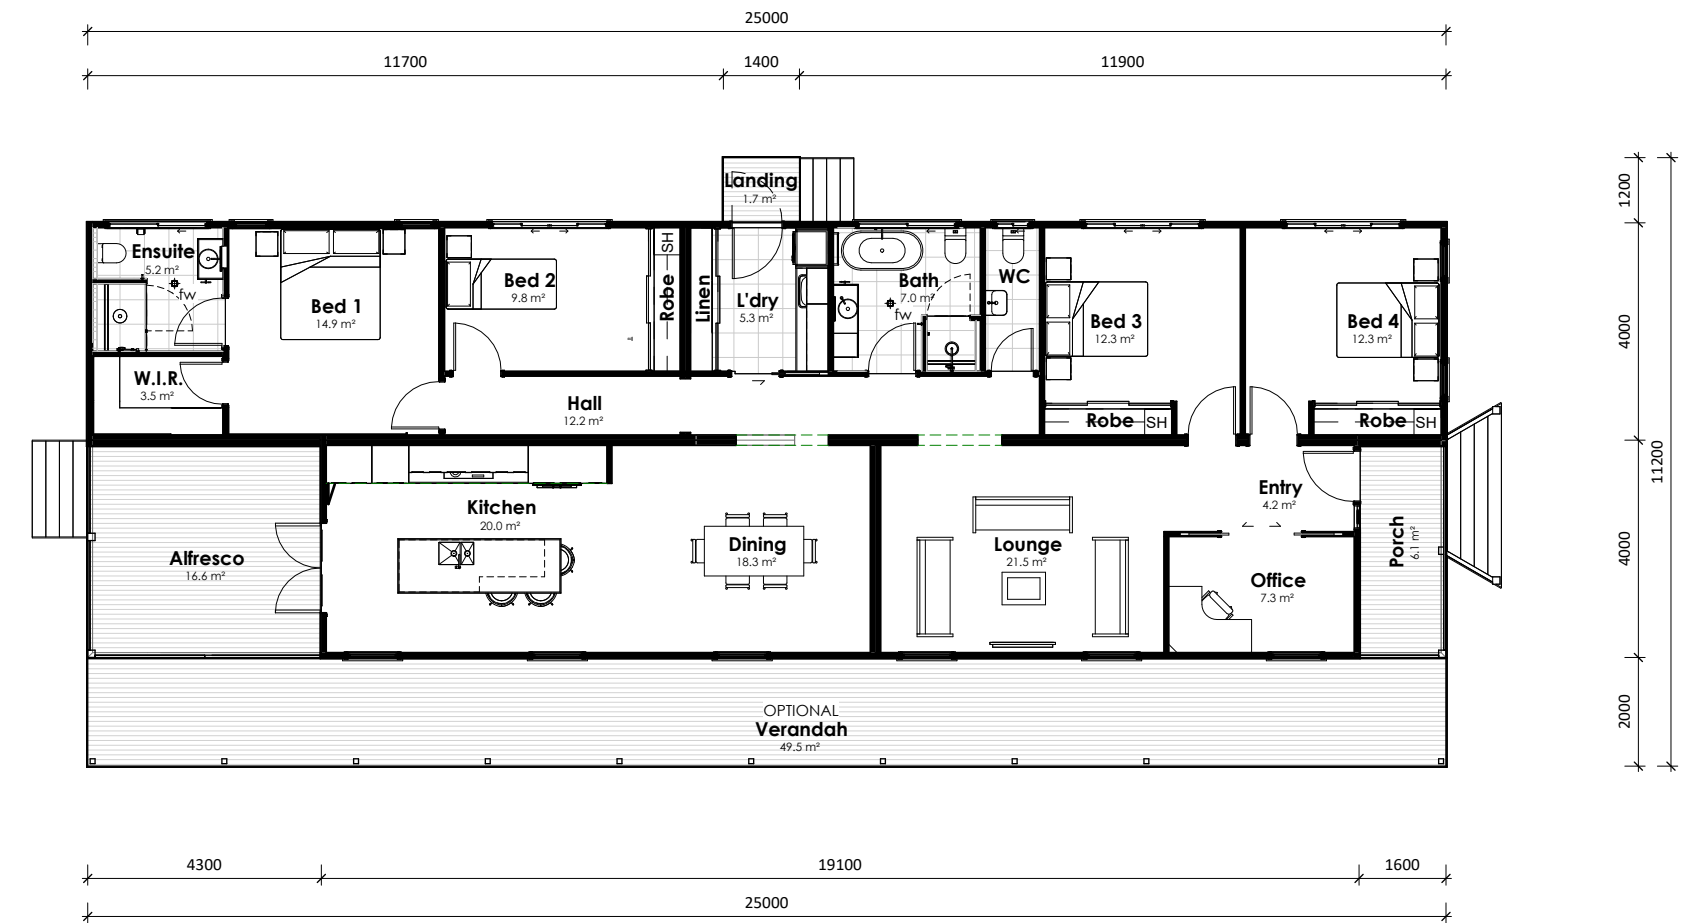 25000
11700
1400
11900
Landing
1.7 m²
1200
4000
4000
2000
11200
Ensuite
5.2 m²
fw
Bed 1
14.9 m²
W.I.R.
3.5 m²
Bed 2
9.8 m²
SH
Robe
Linen
L'dry
5.3 m²
Bath
7.0 m²
fw
WC
Bed 3
12.3 m²
Robe
SH
Bed 4
12.3 m²
Robe
SH
Hall
12.2 m²
Alfresco
16.6 m²
Kitchen
20.0 m²
Dining
18.3 m²
Lounge
21.5 m²
Entry
4.2 m²
Office
7.3 m²
Porch
6.1 m²
OPTIONAL
Verandah
49.5 m²
4300
19100
1600
25000